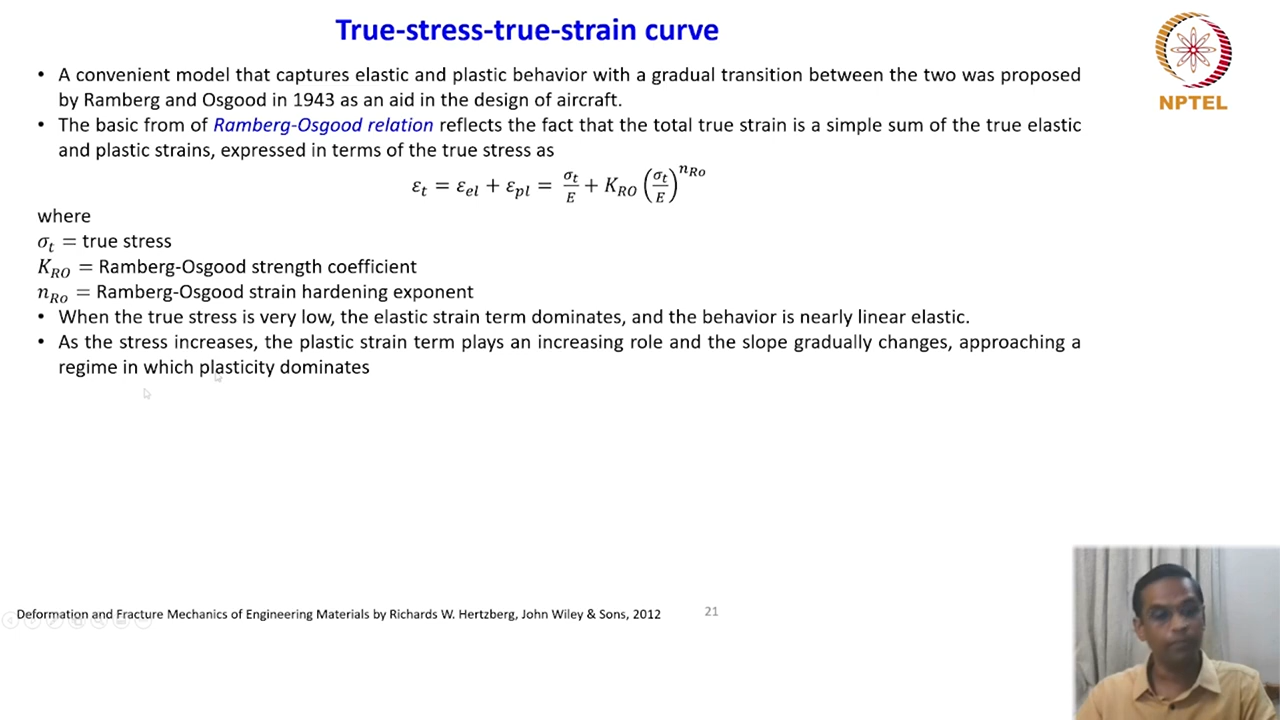 True-stress-true-strain curve
NPTEL
• A convenient model that captures elastic and plastic behavior with a gradual transition between the two was proposed
by Ramberg and Osgood in 1943 as an aid in the design of aircraft.
• The basic from of Ramberg-Osgood relation reflects the fact that the total true strain is a simple sum of the true elastic
and plastic strains, expressed in terms of the true stress as
ε_t = ε_el + ε_pl = σ_t/E + K_RO (σ_t/E)^n_Ro
where
σ_t = true stress
K_RO = Ramberg-Osgood strength coefficient
n_Ro = Ramberg-Osgood strain hardening exponent
• When the true stress is very low, the elastic strain term dominates, and the behavior is nearly linear elastic.
• As the stress increases, the plastic strain term plays an increasing role and the slope gradually changes, approaching a
regime in which plasticity dominates
Deformation and Fracture Mechanics of Engineering Materials by Richards W. Hertzberg, John Wiley & Sons, 2012
21